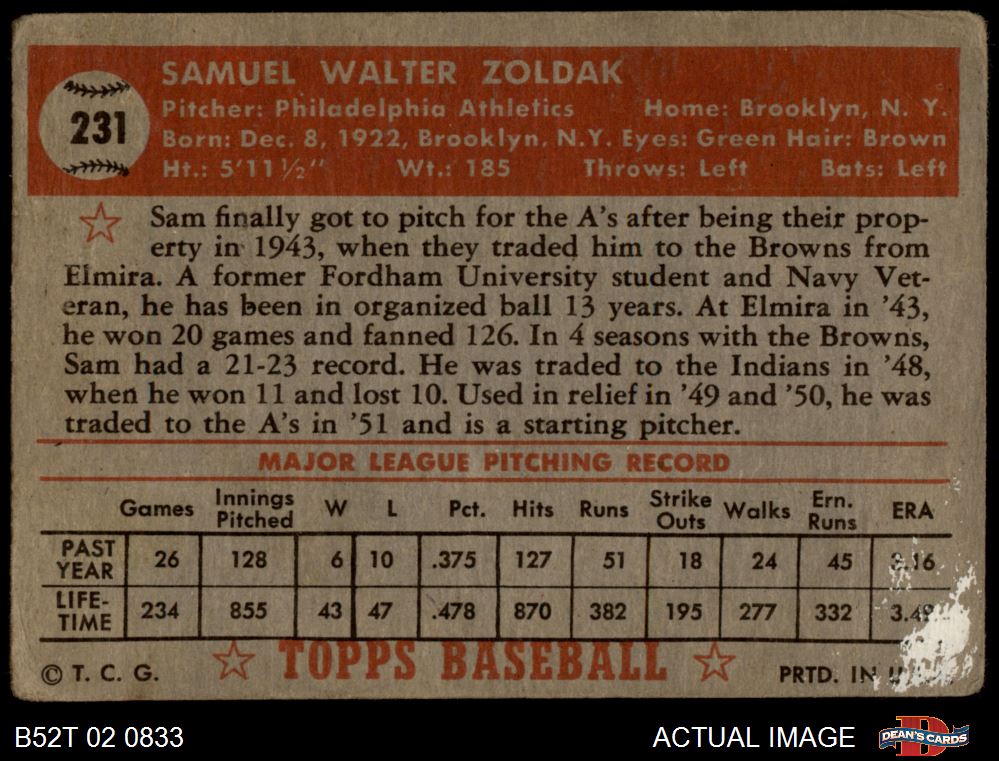 231
SAMUEL WALTER ZOLDAK
Pitcher: Philadelphia Athletics Home: Brooklyn, N. Y.
Born: Dec. 8, 1922, Brooklyn, N.Y. Eyes: Green Hair: Brown
Ht.: 5'11½" Wt.: 185 Throws: Left Bats: Left
Sam finally got to pitch for the A's after being their prop-
erty in 1943, when they traded him to the Browns from
Elmira. A former Fordham University student and Navy Vet-
eran, he has been in organized ball 13 years. At Elmira in '43,
he won 20 games and fanned 126. In 4 seasons with the Browns,
Sam had a 21-23 record. He was traded to the Indians in '48,
when he won 11 and lost 10. Used in relief in '49 and '50, he was
traded to the A's in '51 and is a starting pitcher.
MAJOR LEAGUE PITCHING RECORD
Games Innings Pitched W L Pct. Hits Runs Strike Outs Walks Ern. Runs ERA
PAST YEAR 26 128 6 10 .375 127 51 18 24 45
LIFE-TIME 234 855 43 47 .478 870 382 195 277 332
TOPPS BASEBALL
© T. C. G. PRTD. IN
B52T 02 0833 ACTUAL IMAGE DEAN'S CARDS